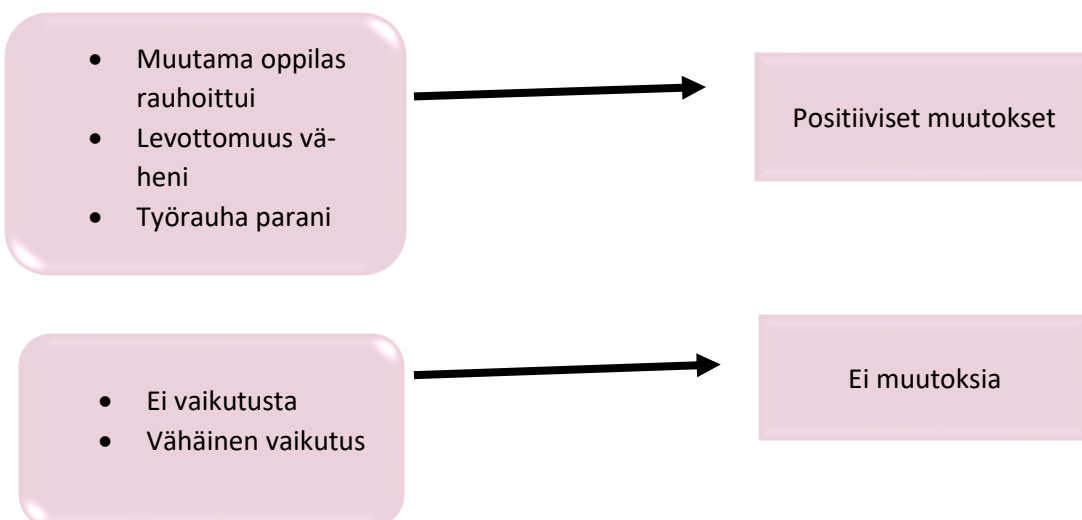 • Muutama oppilas
rauhoittui
• Levottomuus vä-
heni
• Työrauha parani
Positiiviset muutokset
• Ei vaikutusta
• Vähäinen vaikutus
Ei muutoksia